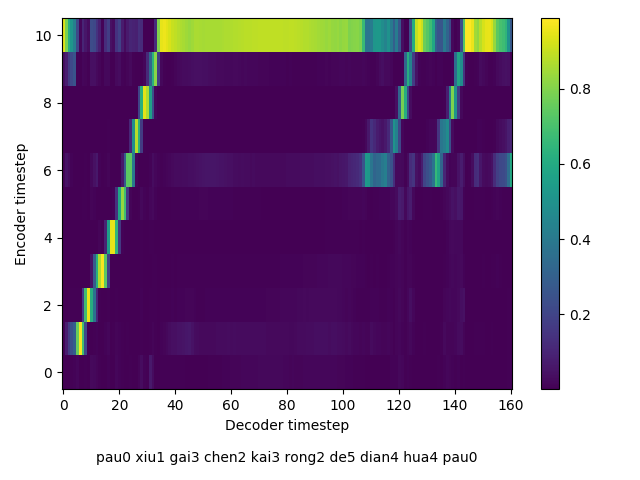 10
8
6
4
2
0
Encoder timestep
0 20 40 60 80 100 120 140 160
Decoder timestep
0.8
0.6
0.4
0.2
pau0 xiu1 gai3 chen2 kai3 rong2 de5 dian4 hua4 pau0